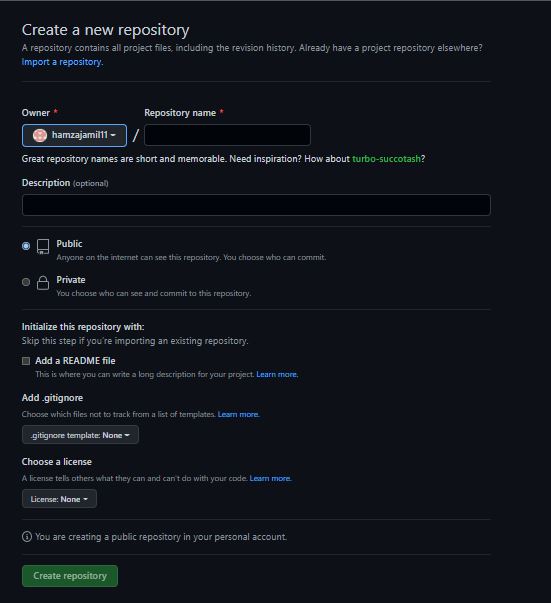 Create a new repository
A repository contains all project files, including the revision history. Already have a project repository elsewhere?
Import a repository.
Owner * Repository name *
hamzajamil11 /
Great repository names are short and memorable. Need inspiration? How about turbo-succotash?
Description (optional)
Public
Anyone on the internet can see this repository. You choose who can commit.
Private
You choose who can see and commit to this repository.
Initialize this repository with:
Skip this step if you're importing an existing repository.
Add a README file
This is where you can write a long description for your project. Learn more.
Add .gitignore
Choose which files not to track from a list of templates. Learn more.
.gitignore template: None
Choose a license
A license tells others what they can and can't do with your code. Learn more.
License: None
You are creating a public repository in your personal account.
Create repository